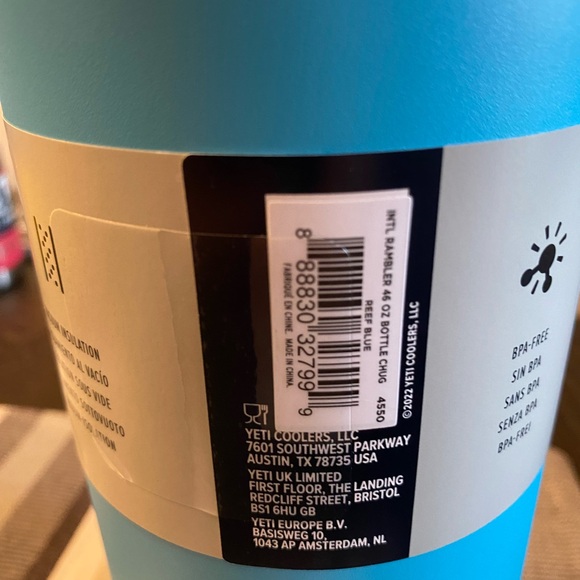 INSULATION
AL VACÍO
SOUS VIDE
SOTTOVUOTO
INTL RAMBLER 46 OZ BOTTLE CHUG 4550
REEF BLUE
8 88830 32799 9
FABRIQUÉ EN CHINE. MADE IN CHINA.
©2022 YETI COOLERS, LLC
YETI COOLERS, LLC
7601 SOUTHWEST PARKWAY
AUSTIN, TX 78735 USA
YETI UK LIMITED
FIRST FLOOR, THE LANDING
REDCLIFF STREET, BRISTOL
BS1 6HU GB
YETI EUROPE B.V.
BASISWEG 10,
1043 AP AMSTERDAM, NL
BPA-FREE
SIN BPA
SANS BPA
SENZA BPA
BPA-FREI